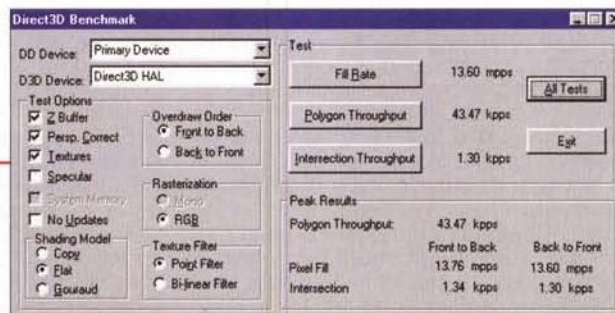 Direct3D Benchmark
DD Device: Primary Device
D3D Device: Direct3D HAL
Test Options
Z Buffer
Persp. Correct
Textures
Specular
System Memory
No Updates
Shading Model
Copy
Flat
Gouraud
Overdraw Order
Front to Back
Back to Front
Rasterization
Mono
RGB
Texture Filter
Point Filter
Bi-linear Filter
Test
Fill Rate 13.60 mpps
Polygon Throughput 43.47 kpps
Intersection Throughput 1.30 kpps
All Tests
Exit
Peak Results
Polygon Throughput: 43.47 kpps
Front to Back Back to Front
Pixel Fill 13.76 mpps 13.60 mpps
Intersection 1.34 kpps 1.30 kpps